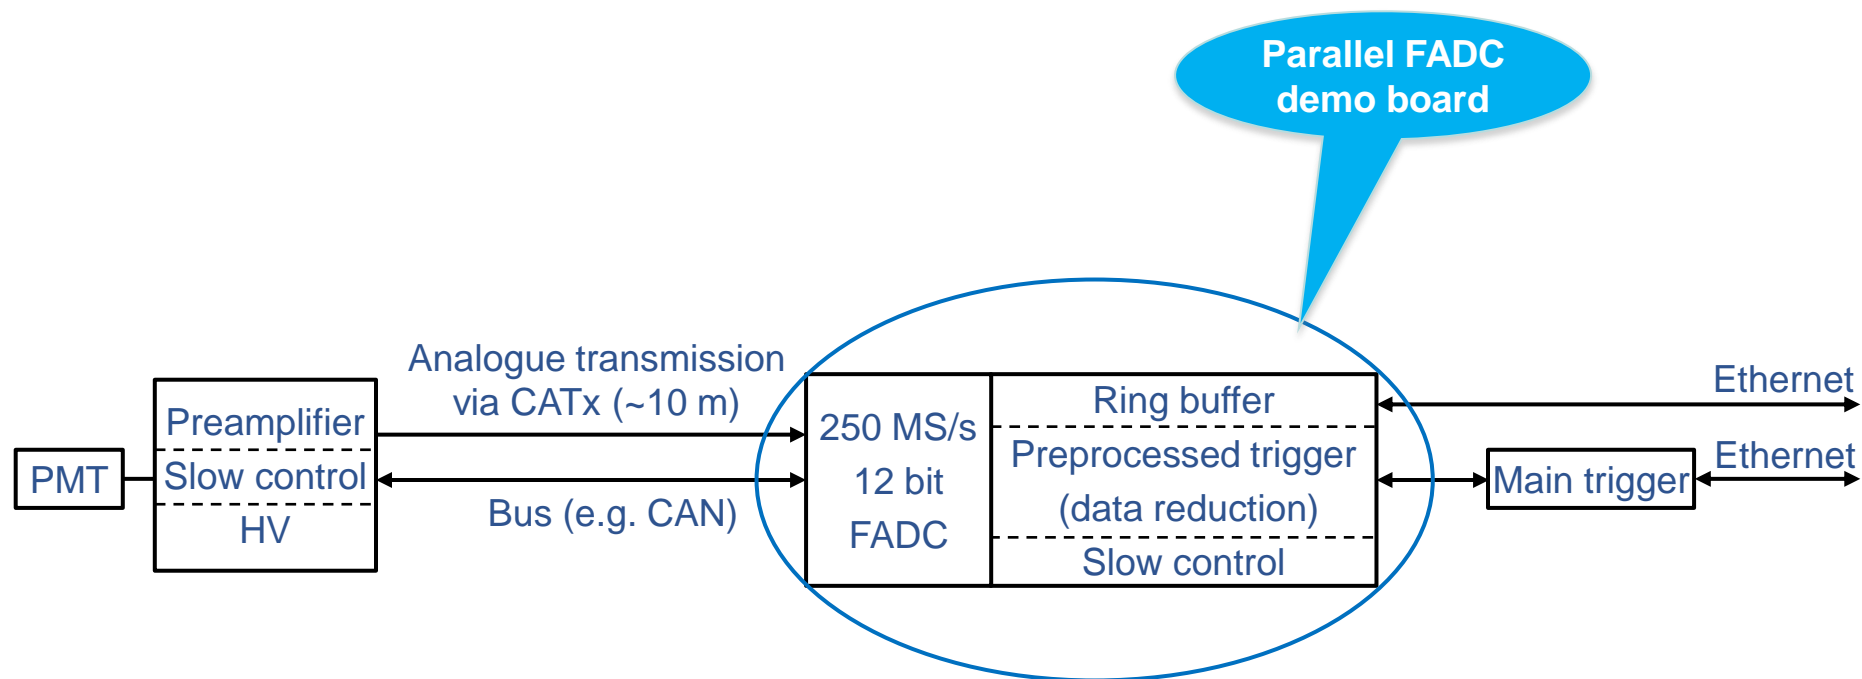 Parallel FADC
demo board
Analogue transmission
via CATx (~10 m)
Ethernet
Preamplifier
250 MS/s
Ring buffer
PMT
Slow control
12 bit
Preprocessed trigger
(data reduction)
Main trigger
Ethernet
HV
Bus (e.g. CAN)
FADC
Slow control